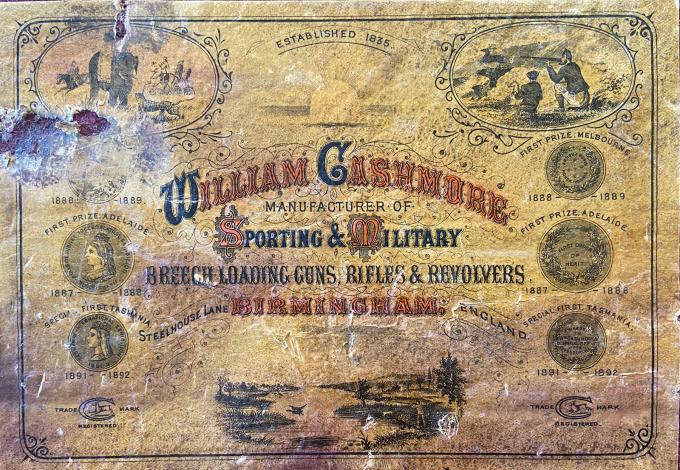 ESTABLISHED 1835.
WILLIAM CASHMORE
MANUFACTURER OF
SPORTING & MILITARY
BREECH LOADING GUNS, RIFLES & REVOLVERS
STEELHOUSE LANE BIRMINGHAM. ENGLAND
1888. 1889.
FIRST PRIZE. ADELAIDE
1887 1888
SPECIAL FIRST. TASMANIA.
1891 1892
TRADE MARK
REGISTERED
FIRST PRIZE. MELBOURNE.
1888 1889
FIRST PRIZE. ADELAIDE
1887 1888
SPECIAL FIRST. TASMANIA
1891 1892
TRADE MARK
REGISTERED